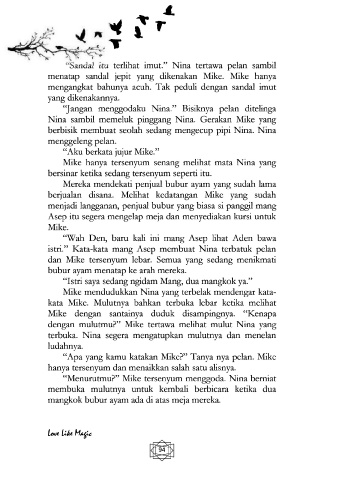 "Sandal itu terlihat imut." Nina tertawa pelan sambil
menatap sandal jepit yang dikenakan Mike. Mike hanya
mengangkat bahunya acuh. Tak peduli dengan sandal imut
yang dikenakannya.
"Jangan menggodaku Nina." Bisiknya pelan ditelinga
Nina sambil memeluk pinggang Nina. Gerakan Mike yang
berbisik membuat seolah sedang mengecup pipi Nina. Nina
menggeleng pelan.
"Aku berkata jujur Mike."
Mike hanya tersenyum senang melihat mata Nina yang
bersinar ketika sedang tersenyum seperti itu.
Mereka mendekati penjual bubur ayam yang sudah lama
berjualan disana. Melihat kedatangan Mike yang sudah
menjadi langganan, penjual bubur yang biasa si panggil mang
Asep itu segera mengelap meja dan menyediakan kursi untuk
Mike.
"Wah Den, baru kali ini mang Asep lihat Aden bawa
istri." Kata-kata mang Asep membuat Nina terbatuk pelan
dan Mike tersenyum lebar. Semua yang sedang menikmati
bubur ayam menatap ke arah mereka.
"Istri saya sedang ngidam Mang, dua mangkok ya."
Mike mendudukkan Nina yang terbelak mendengar kata-
kata Mike. Mulutnya bahkan terbuka lebar ketika melihat
Mike dengan santainya duduk disampingnya. "Kenapa
dengan mulutmu?" Mike tertawa melihat mulut Nina yang
terbuka. Nina segera mengatupkan mulutnya dan menelan
ludahnya.
"Apa yang kamu katakan Mike?" Tanya nya pelan. Mike
hanya tersenyum dan menaikkan salah satu alisnya.
"Menurutmu?" Mike tersenyum menggoda. Nina berniat
membuka mulutnya untuk kembali berbicara ketika dua
mangkok bubur ayam ada di atas meja mereka.
Love Like Magic
94